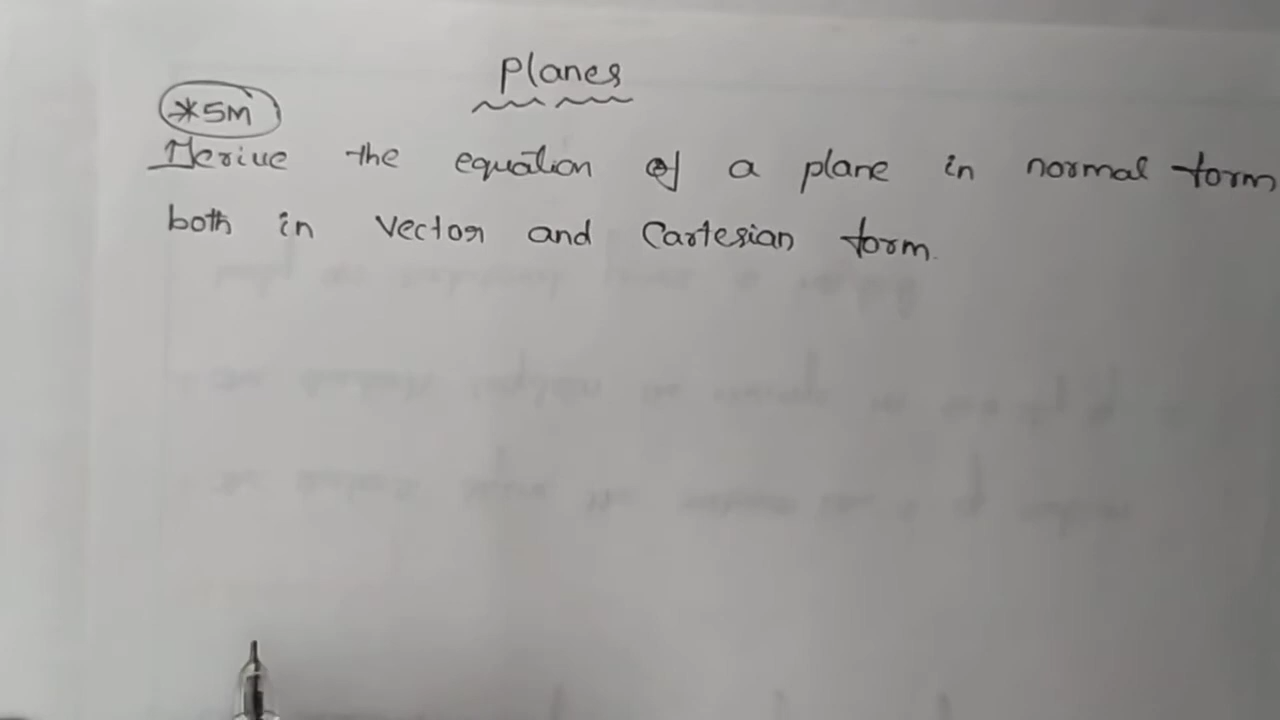 Planes
*5M
Derive the equation of a plane in normal form
both in vector and Cartesian form.